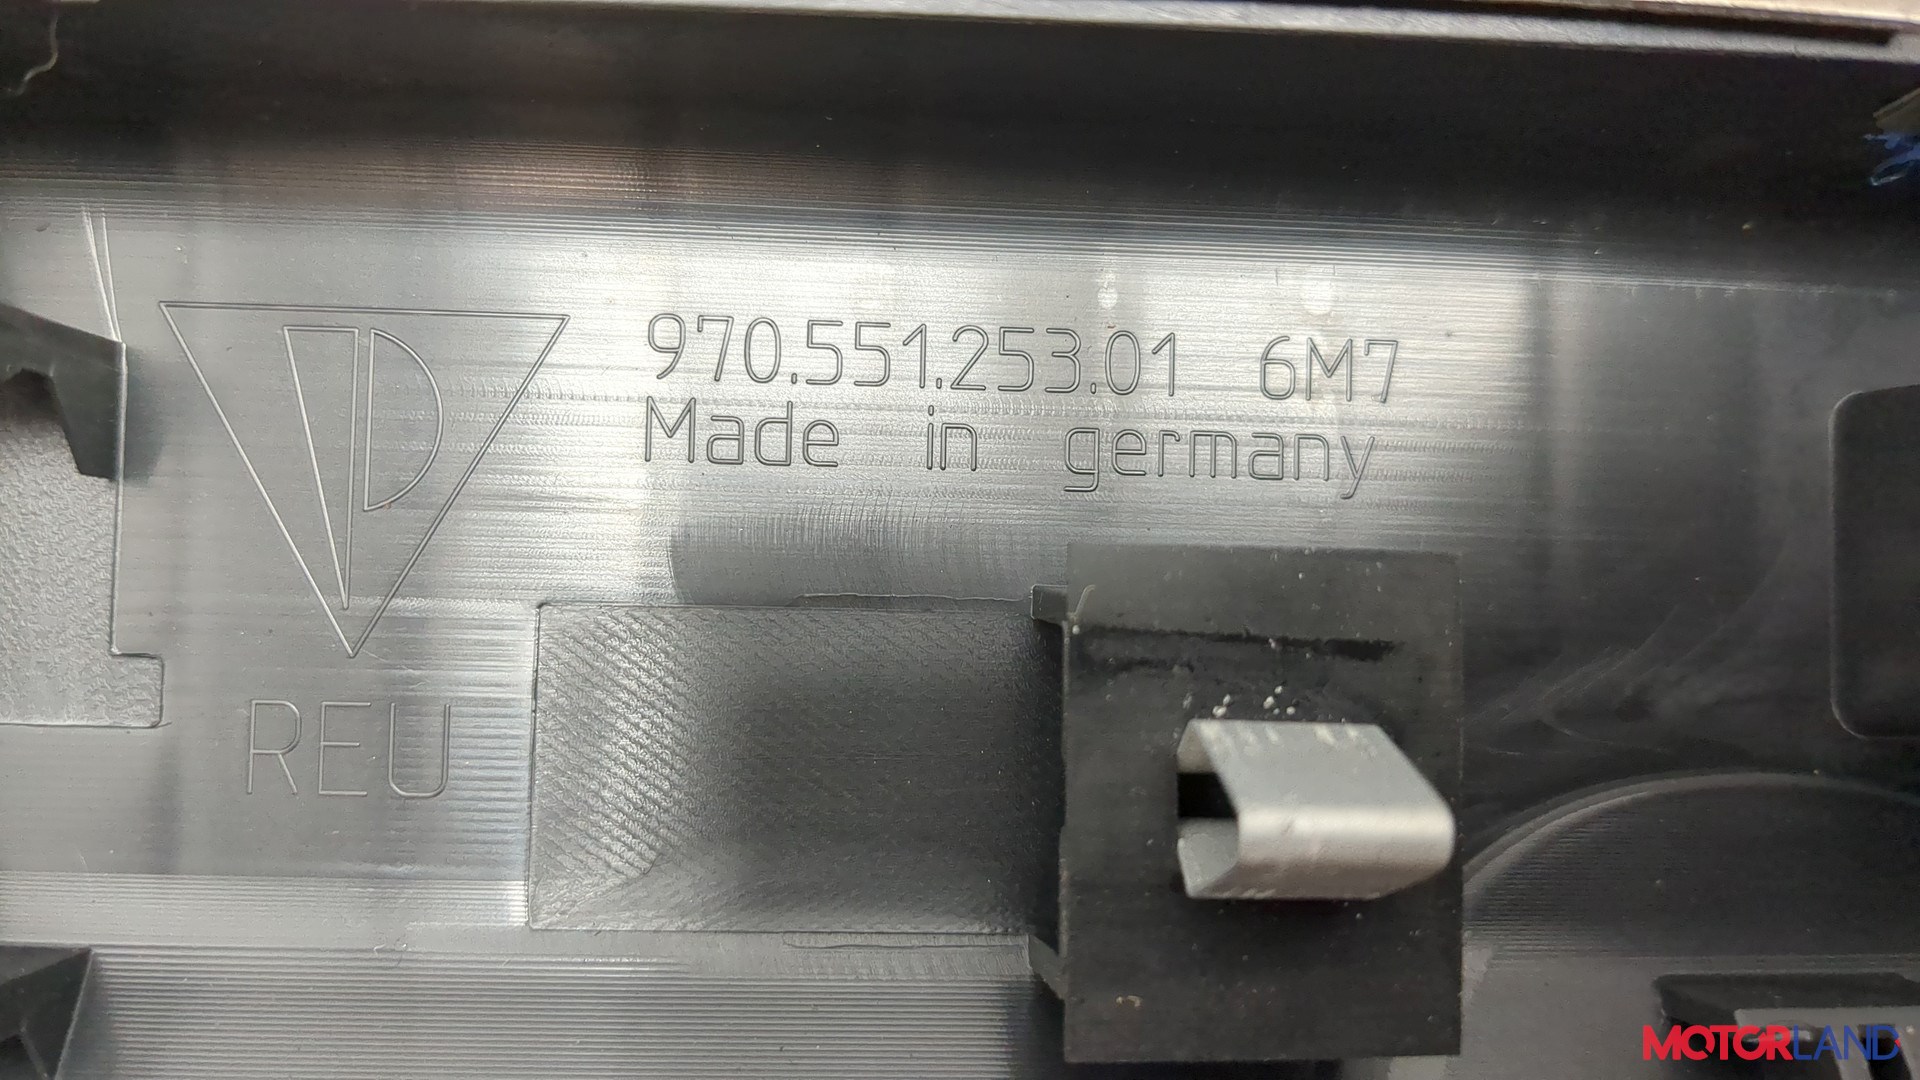 970.551.253.01 6M7
Made in germany
REU
MOTORLAND